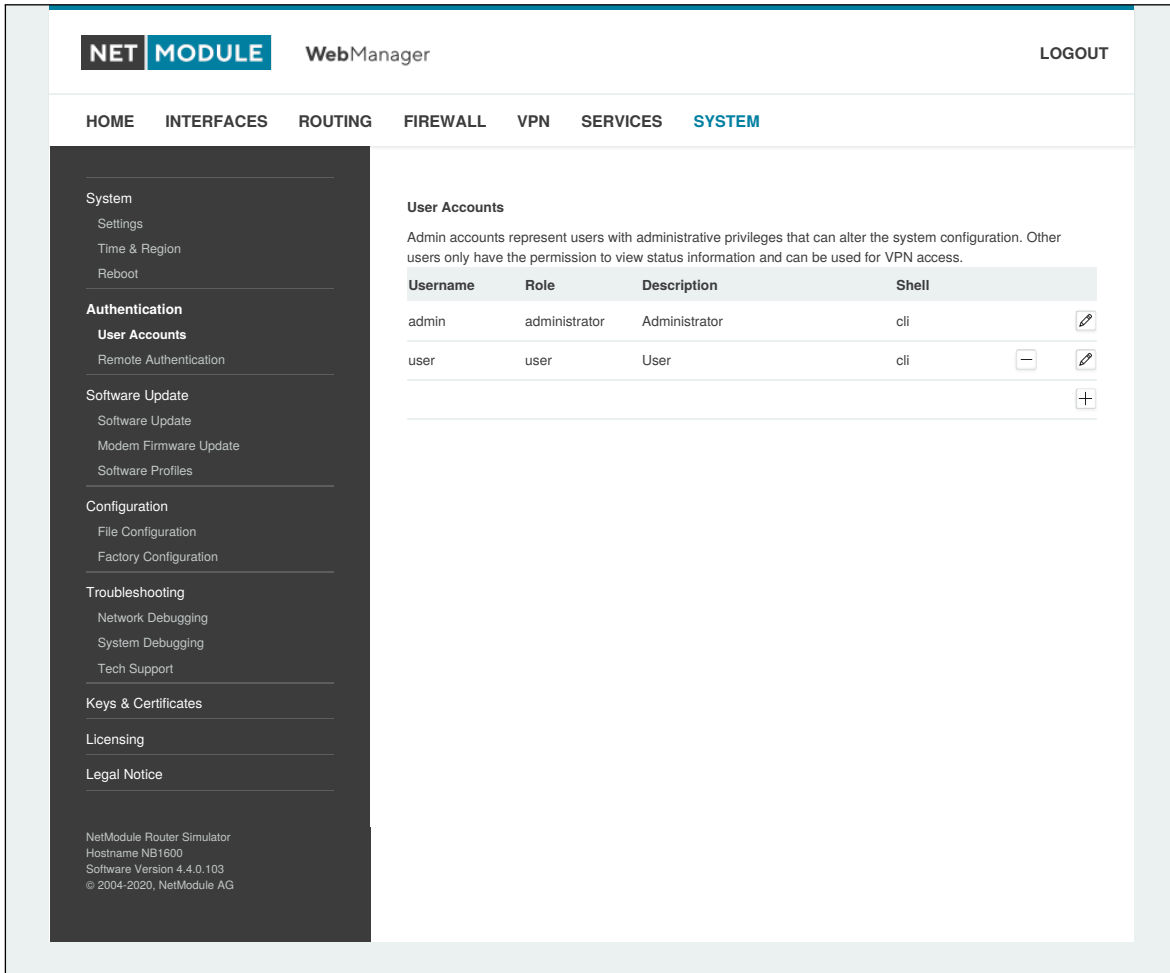 NET MODULE WebManager LOGOUT
HOME INTERFACES ROUTING FIREWALL VPN SERVICES SYSTEM
System
Settings
Time & Region
Reboot
Authentication
User Accounts
Remote Authentication
Software Update
Software Update
Modem Firmware Update
Software Profiles
Configuration
File Configuration
Factory Configuration
Troubleshooting
Network Debugging
System Debugging
Tech Support
Keys & Certificates
Licensing
Legal Notice
NetModule Router Simulator
Hostname NB1600
Software Version 4.4.0.103
© 2004-2020, NetModule AG
User Accounts
Admin accounts represent users with administrative privileges that can alter the system configuration. Other
users only have the permission to view status information and can be used for VPN access.
Username Role Description Shell
admin administrator Administrator cli
user user User cli